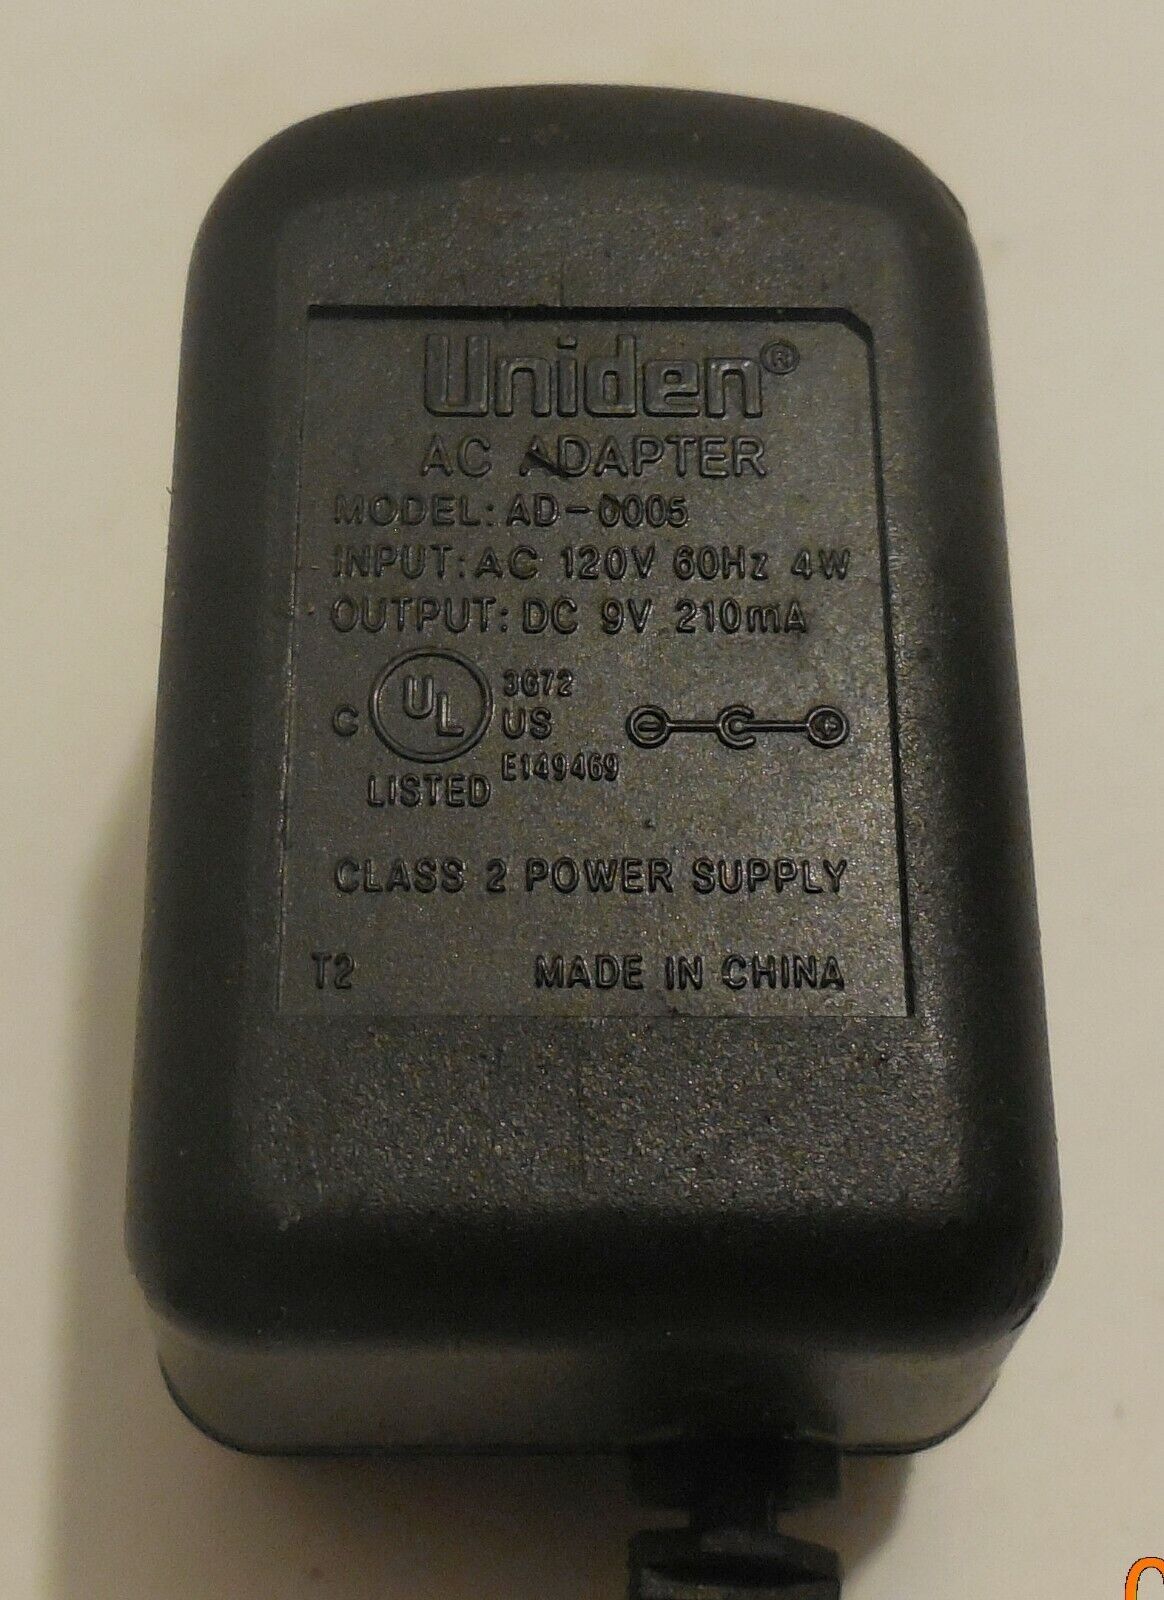 Uniden®
AC ADAPTER
MODEL: AD-0005
INPUT: AC 120V 60Hz 4W
OUTPUT: DC 9V 210mA
C UL US
3G72
E149469
LISTED
CLASS 2 POWER SUPPLY
T2 MADE IN CHINA